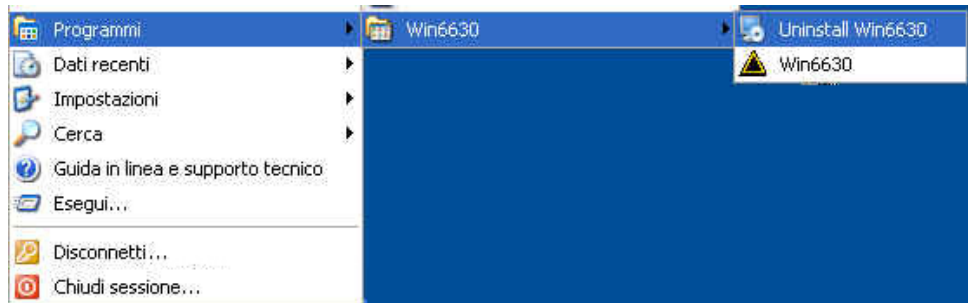 Programmi
Win6630
Uninstall Win6630
Dati recenti
Win6630
Impostazioni
Cerca
Guida in linea e supporto tecnico
Esegui...
Disconnetti...
Chiudi sessione...